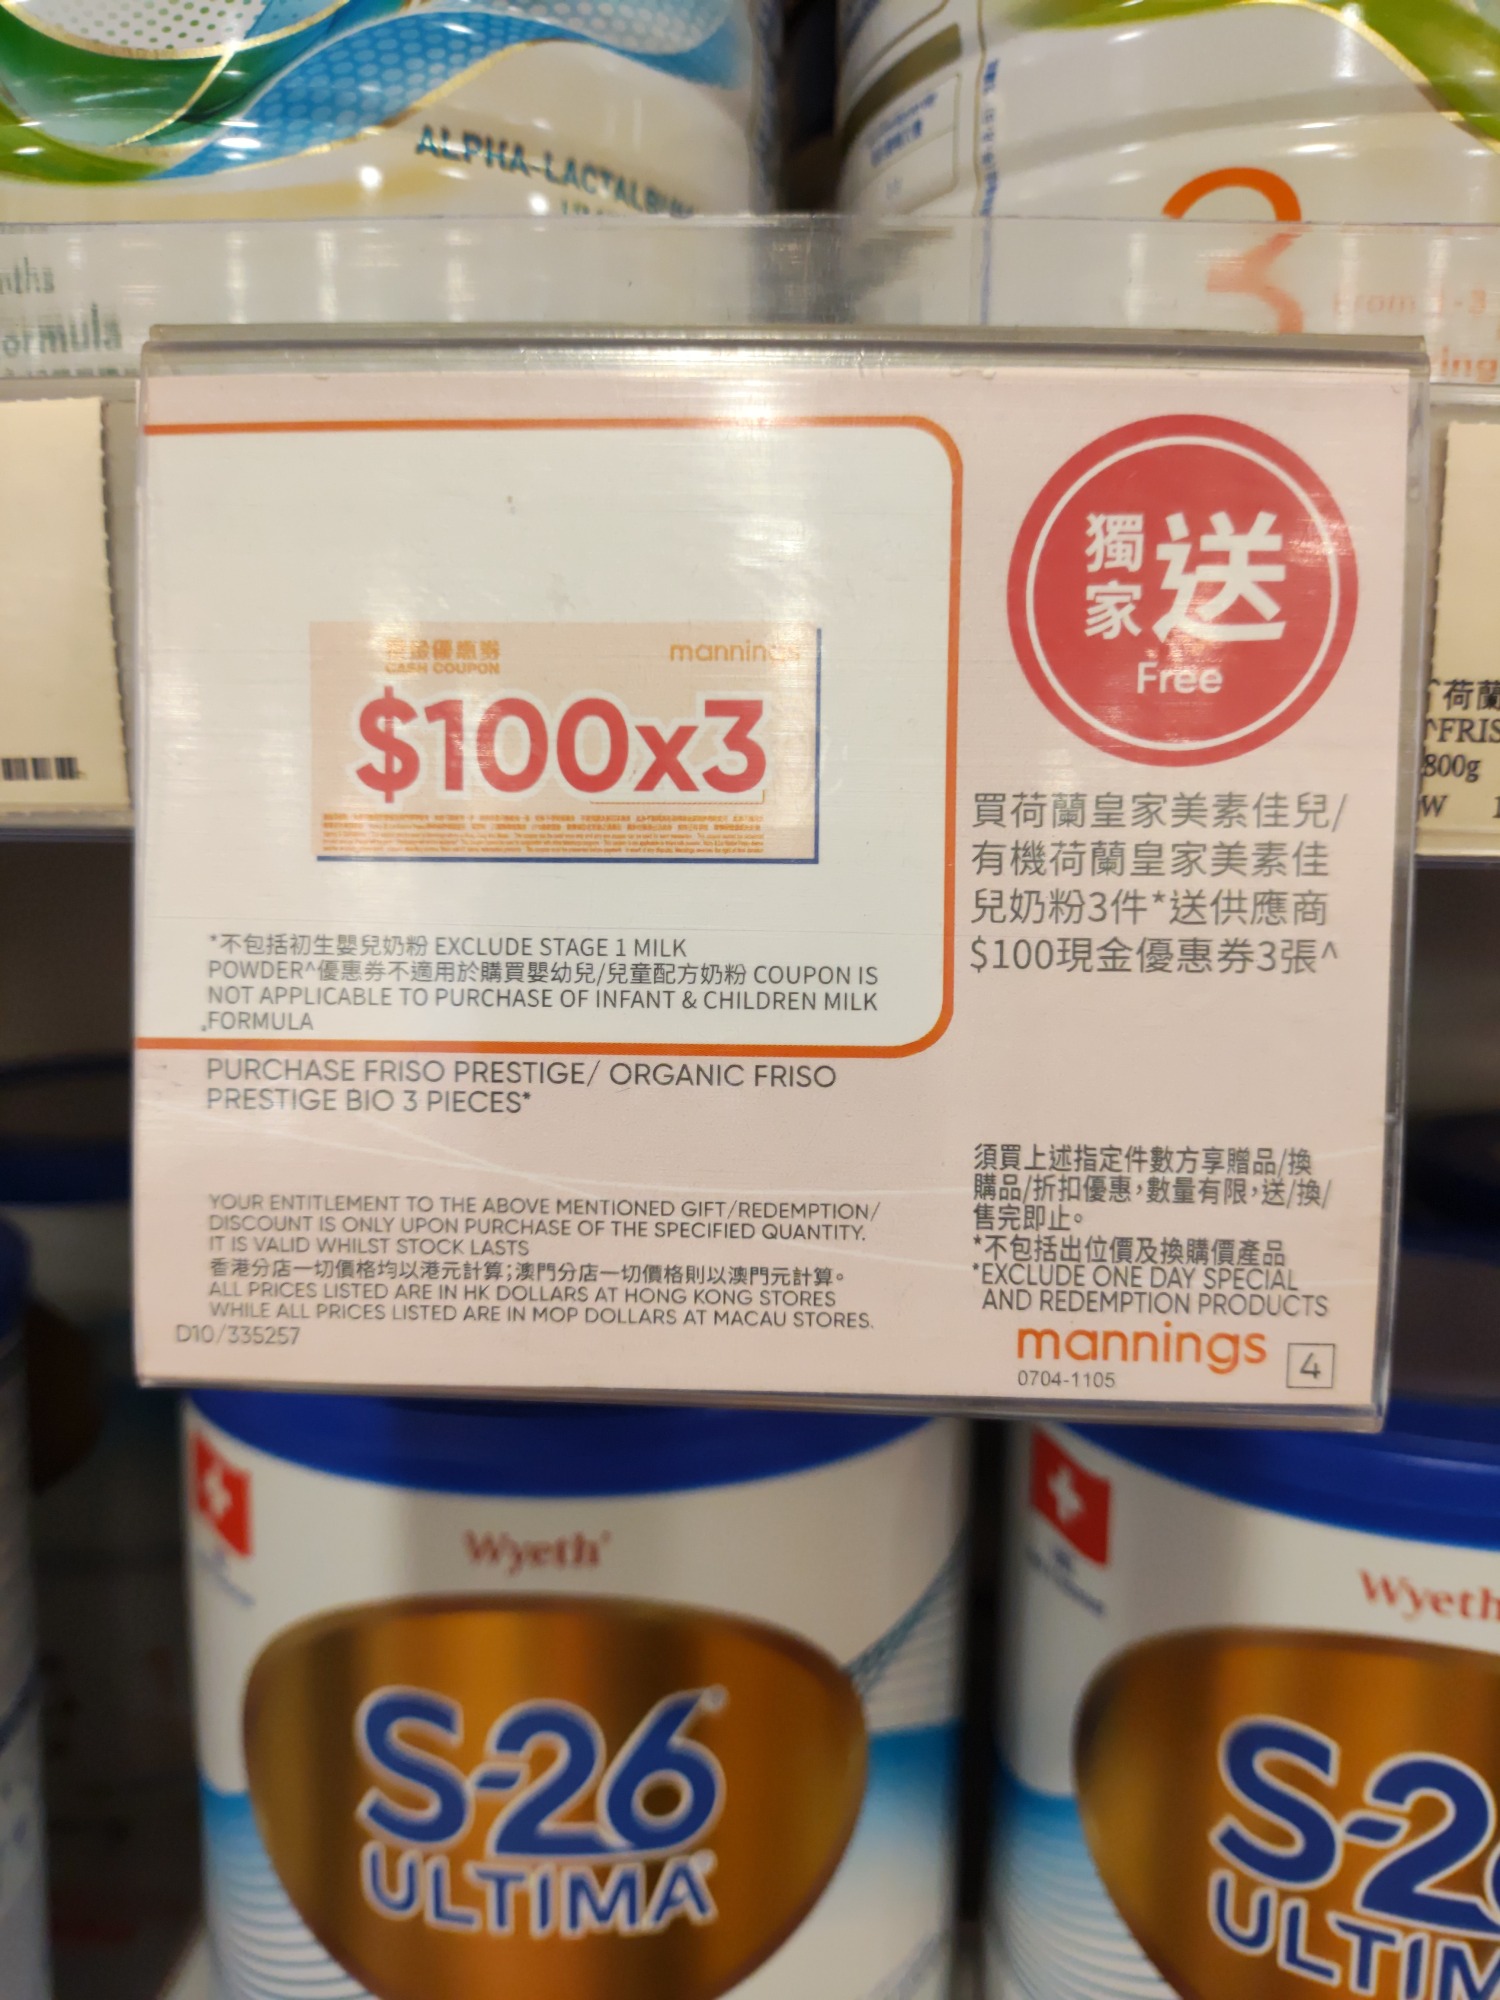 ALPHA-LACTALBUMIN
3
ormula
獨家 送
Free
現金優惠券
CASH COUPON
mannings
$100x3
買荷蘭皇家美素佳兒/
有機荷蘭皇家美素佳
兒奶粉3件*送供應商
$100現金優惠券3張^
*不包括初生嬰兒奶粉 EXCLUDE STAGE 1 MILK
POWDER^優惠券不適用於購買嬰幼兒/兒童配方奶粉 COUPON IS
NOT APPLICABLE TO PURCHASE OF INFANT & CHILDREN MILK
FORMULA
PURCHASE FRISO PRESTIGE/ ORGANIC FRISO
PRESTIGE BIO 3 PIECES*
YOUR ENTITLEMENT TO THE ABOVE MENTIONED GIFT/REDEMPTION/
DISCOUNT IS ONLY UPON PURCHASE OF THE SPECIFIED QUANTITY.
IT IS VALID WHILST STOCK LASTS
香港分店一切價格均以港元計算;澳門分店一切價格則以澳門元計算。
ALL PRICES LISTED ARE IN HK DOLLARS AT HONG KONG STORES
WHILE ALL PRICES LISTED ARE IN MOP DOLLARS AT MACAU STORES.
D10/335257
須買上述指定件數方享贈品/換
購品/折扣優惠,數量有限,送/換/
售完即止。
*不包括出位價及換購價產品
*EXCLUDE ONE DAY SPECIAL
AND REDEMPTION PRODUCTS
mannings 4
0704-1105
荷蘭
FRIS
800g
W
Wyeth
S-26
ULTIMA
Wyeth
S-26
ULTIM